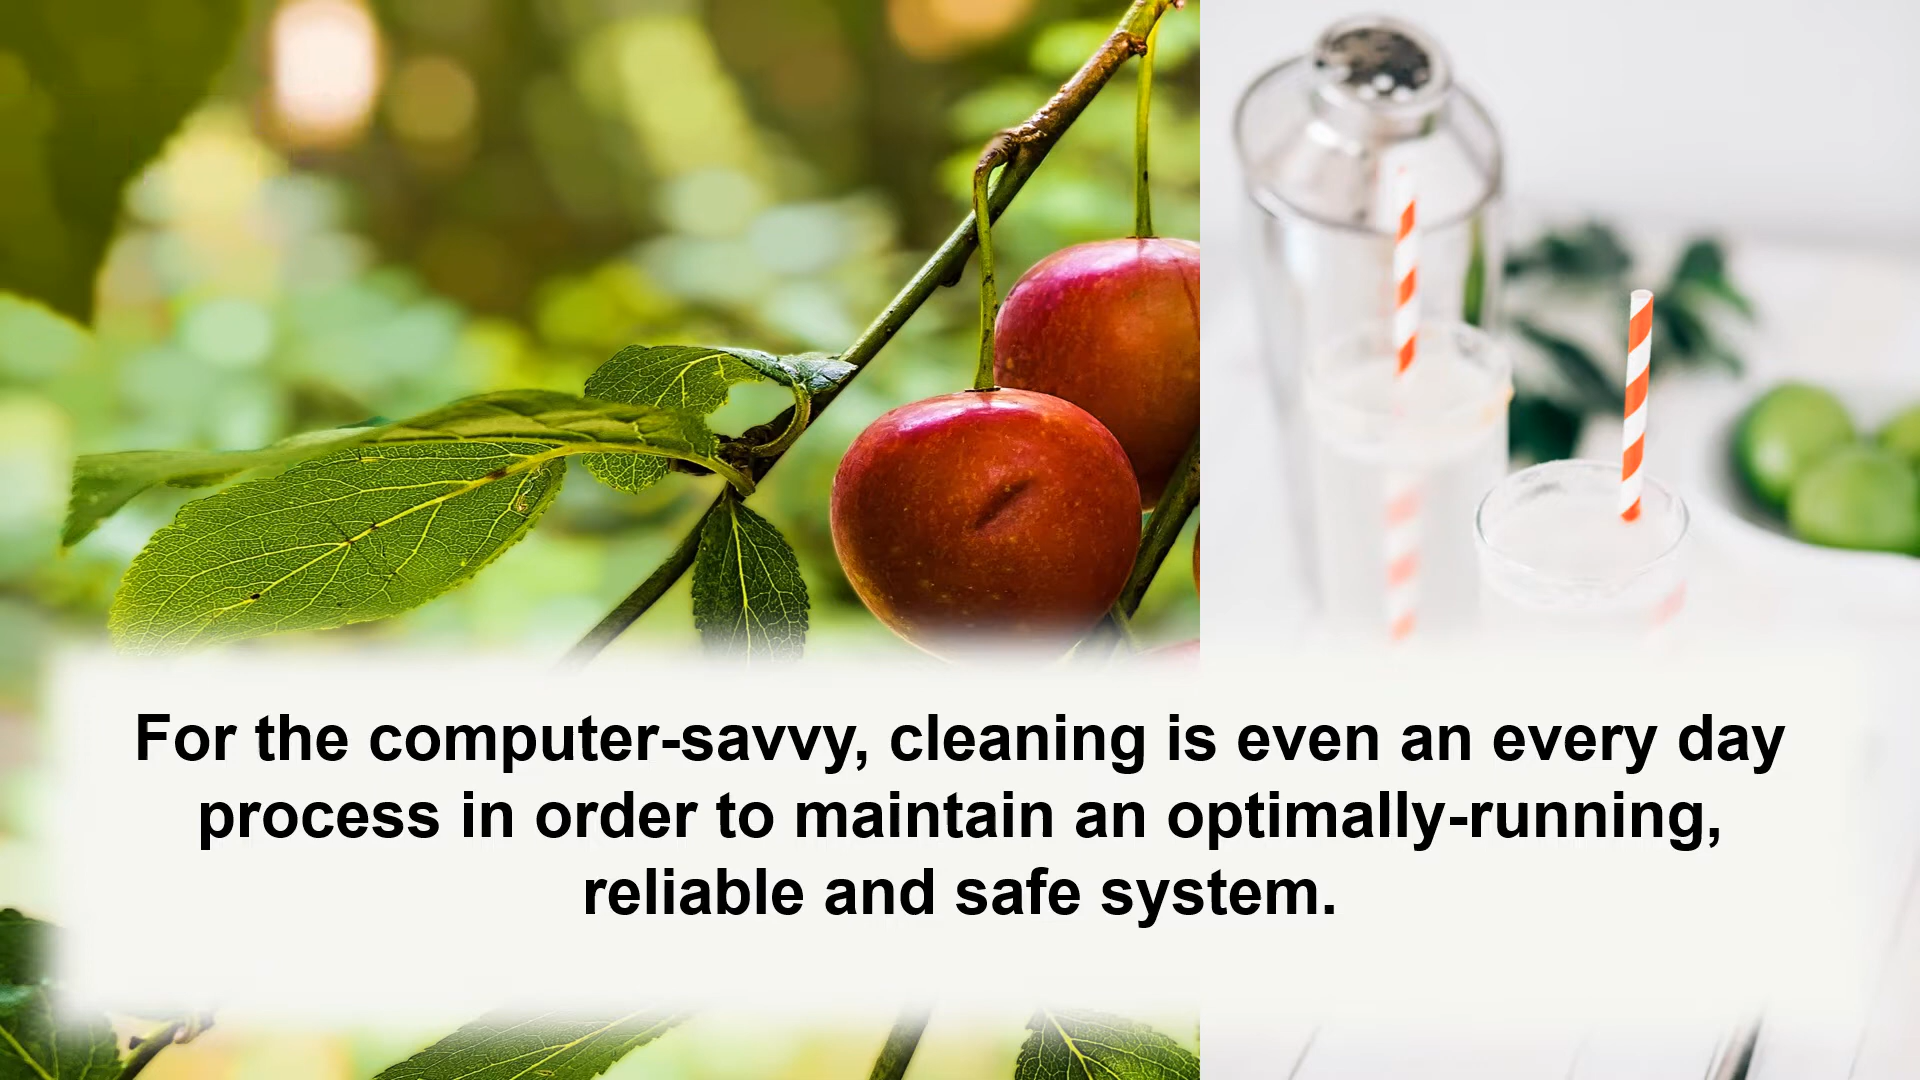 For the computer-savvy, cleaning is even an every day
process in order to maintain an optimally-running,
reliable and safe system.